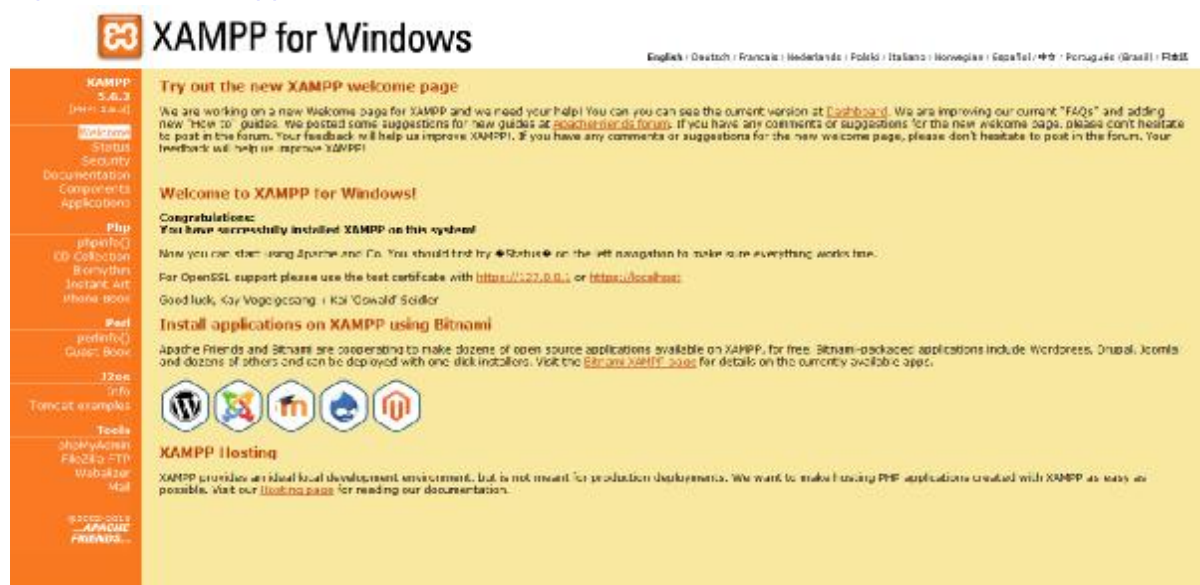 XAMPP for Windows
English / Deutsch / Francais / Nederlands / Polski / Italiano / Norwegian / Español / 中文 / Português (Brasil) / 日本語
XAMPP
5.6.3
Welcome
Status
Security
Documentation
Components
Applications
Php
phpinfo()
CD Collection
Biorhythm
Instant Art
Phone Book
Perl
perlinfo()
Guest Book
J2ee
Info
Tomcat examples
Tools
phpMyAdmin
FileZilla FTP
Webalizer
Mail
...APACHE
FRIENDS...
Try out the new XAMPP welcome page
We are working on a new Welcome page for XAMPP and we need your help! You can you can see the current version at Dashboard. We are improving our current "FAQs" and adding
new "How to" guides. We posted some suggestions for new guides at ApacheFriends forum. If you have any comments or suggestions for the new welcome page, please don't hesitate
to post in the forum. Your feedback will help us improve XAMPP!. If you have any comments or suggestions for the new welcome page, please don't hesitate to post in the forum. Your
feedback will help us improve XAMPP!
Welcome to XAMPP for Windows!
Congratulations:
You have successfully installed XAMPP on this system!
Now you can start using Apache and Co. You should first try �Status� on the left navigation to make sure everything works fine.
For OpenSSL support please use the test certificate with https://127.0.0.1 or https://localhost
Good luck, Kay Vogelgesang + Kai 'Oswald' Seidler
Install applications on XAMPP using Bitnami
Apache Friends and Bitnami are cooperating to make dozens of open source applications available on XAMPP, for free. Bitnami-packaged applications include Wordpress, Drupal, Joomla!
and dozens of others and can be deployed with one-click installers. Visit the Bitnami XAMPP page for details on the currently available apps.
XAMPP Hosting
XAMPP provides an ideal local development environment, but is not meant for production deployments. We want to make hosting PHP applications created with XAMPP as easy as
possible. Visit our Hosting page for reading our documentation.